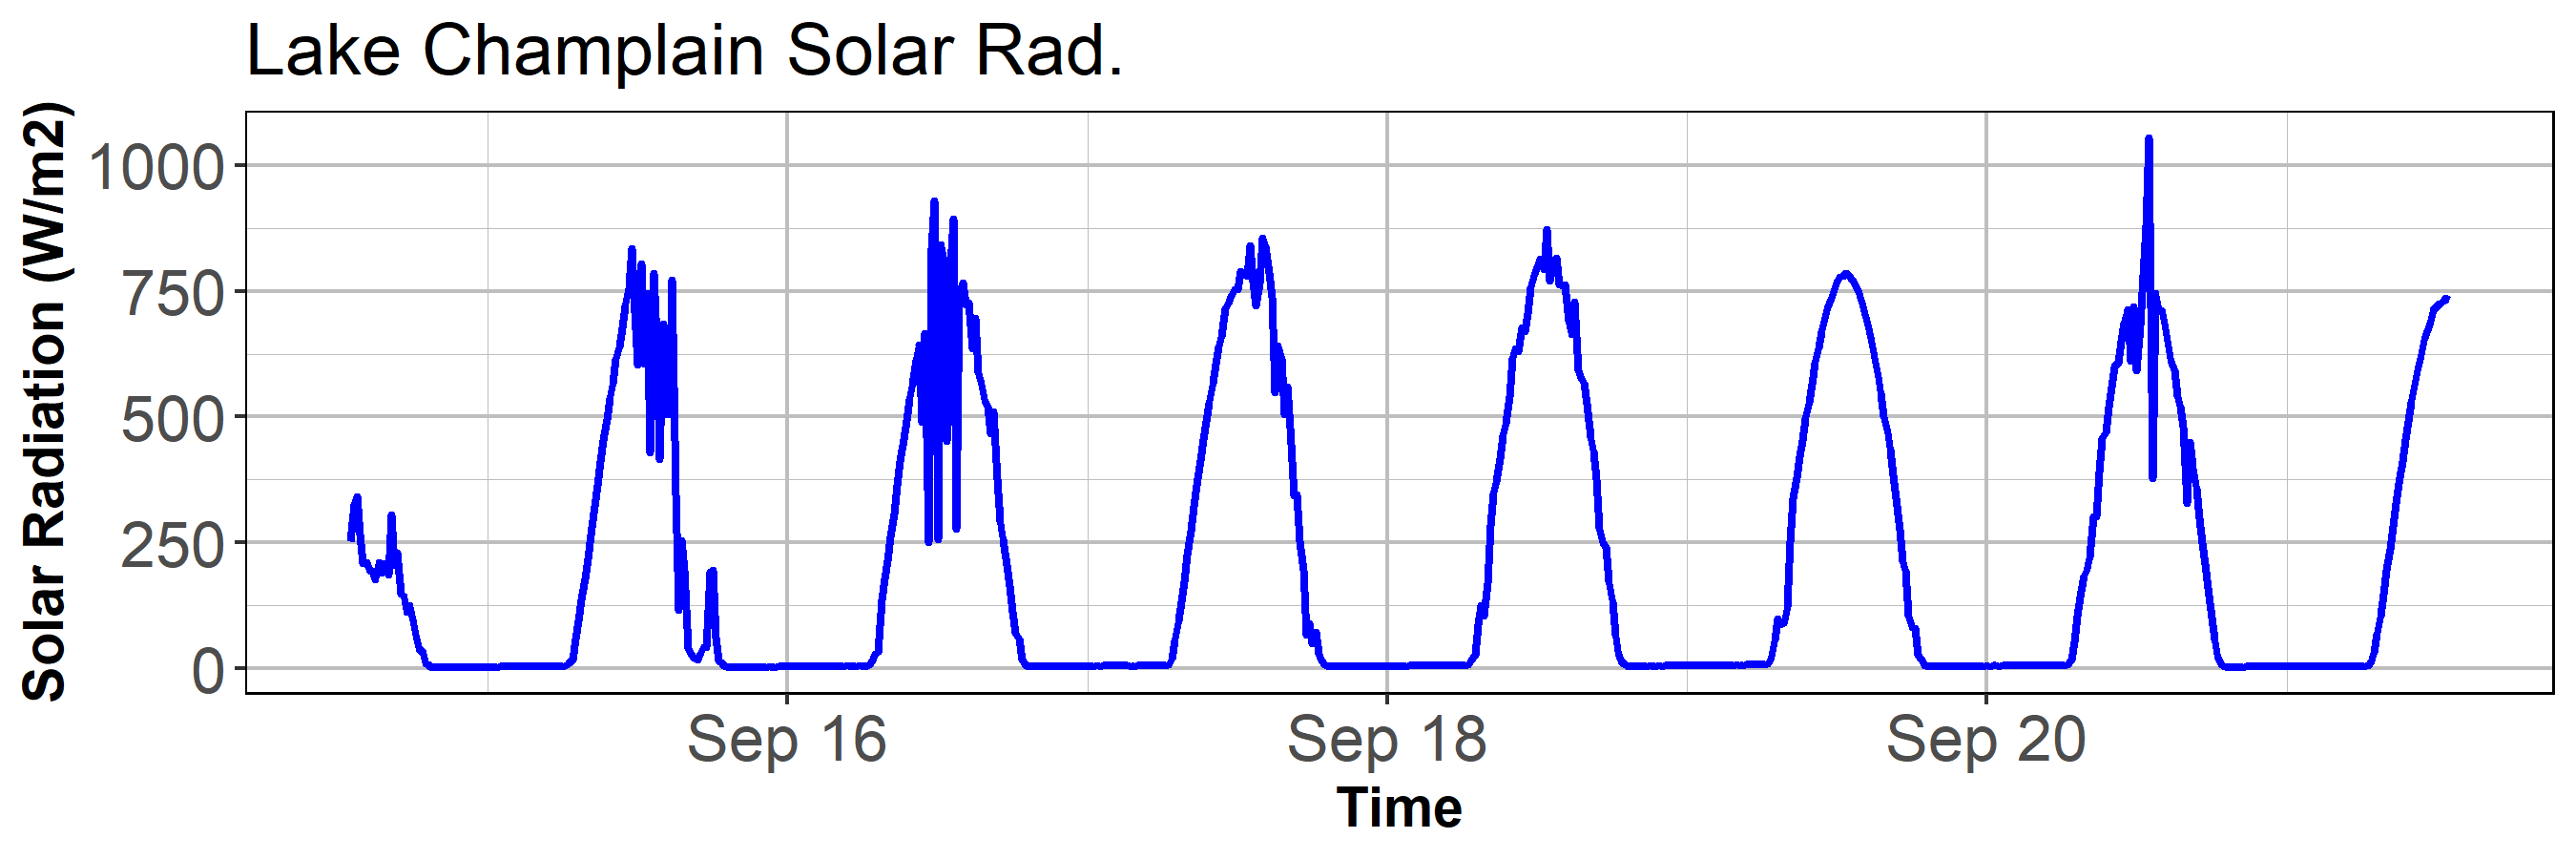 Lake Champlain Solar Rad.
Solar Radiation (W/m2)
1000
750
500
250
0
Sep 16
Sep 18
Sep 20
Time